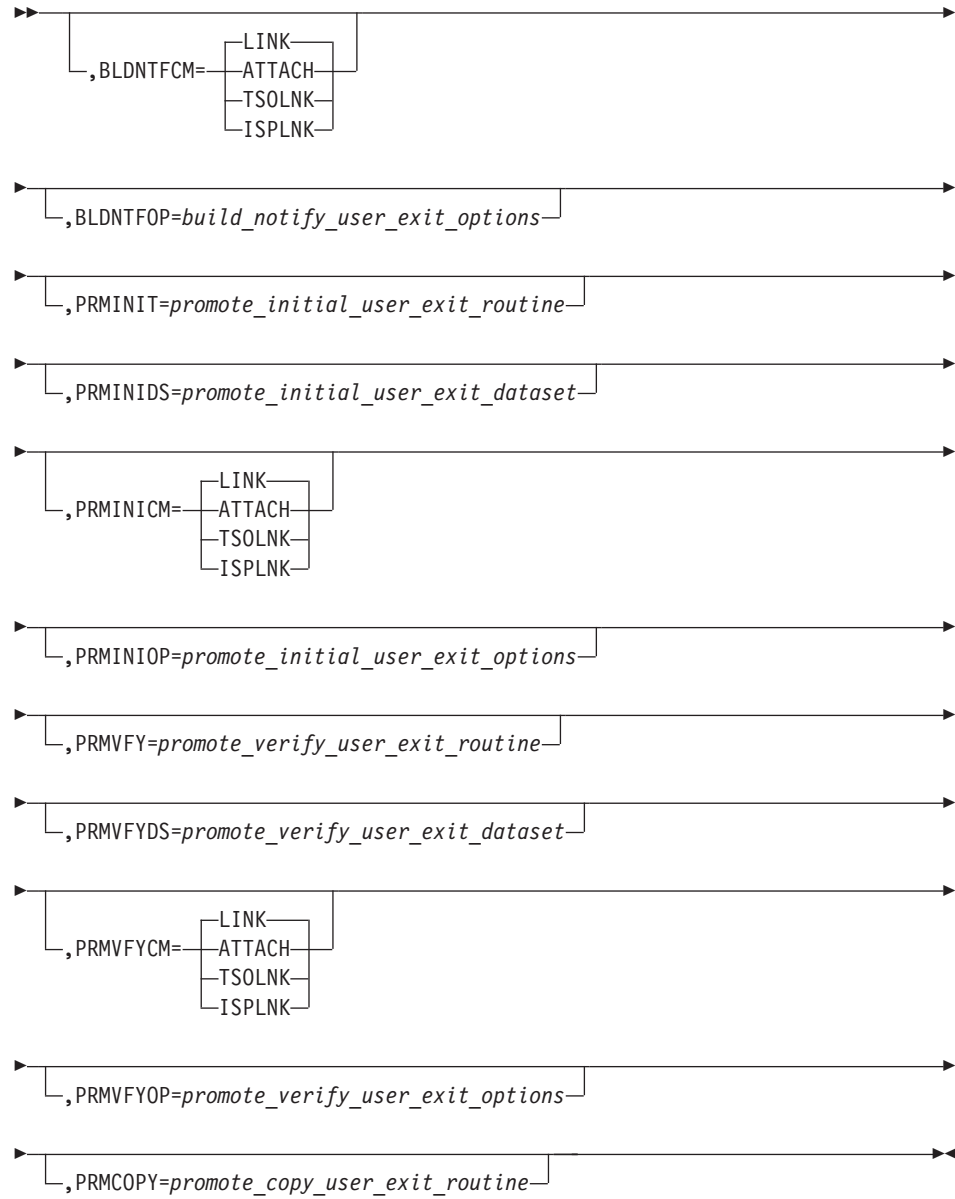 LINK
,BLDNTFCM= ATTACH
TSOLNK
ISPLNK
,BLDNTFOP=build_notify_user_exit_options
,PRMINIT=promote_initial_user_exit_routine
,PRMINIDS=promote_initial_user_exit_dataset
LINK
,PRMINICM= ATTACH
TSOLNK
ISPLNK
,PRMINIOP=promote_initial_user_exit_options
,PRMVFY=promote_verify_user_exit_routine
,PRMVFYDS=promote_verify_user_exit_dataset
LINK
,PRMVFYCM= ATTACH
TSOLNK
ISPLNK
,PRMVFYOP=promote_verify_user_exit_options
,PRMCOPY=promote_copy_user_exit_routine